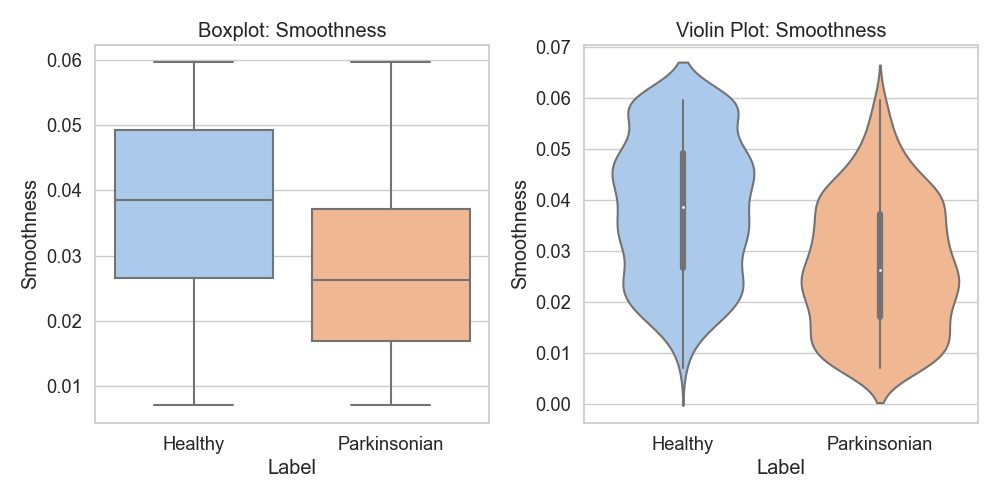 Boxplot: Smoothness
Smoothness
0.06
0.05
0.04
0.03
0.02
0.01
Healthy
Parkinsonian
Label
Violin Plot: Smoothness
Smoothness
0.07
0.06
0.05
0.04
0.03
0.02
0.01
0.00
Healthy
Parkinsonian
Label